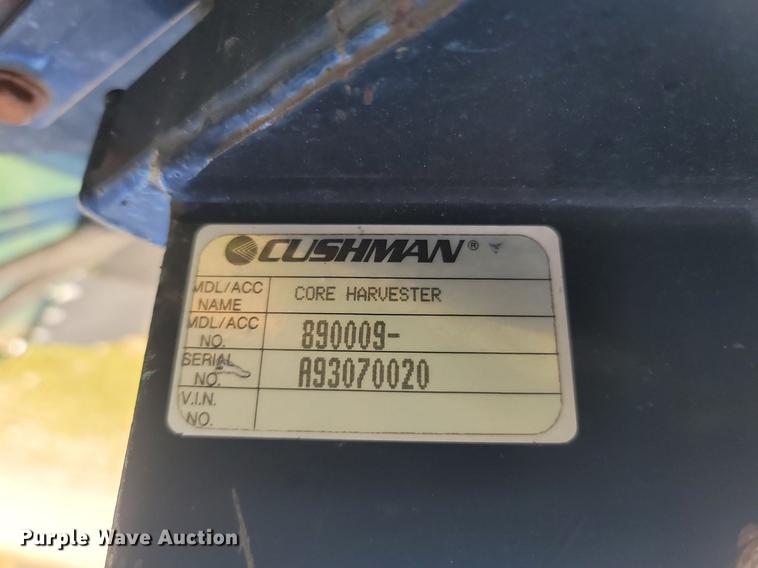 CUSHMAN®
MDL/ACC NAME CORE HARVESTER
MDL/ACC NO. 890009-
SERIAL NO. A93070020
V.I.N. NO.
Purple Wave Auction